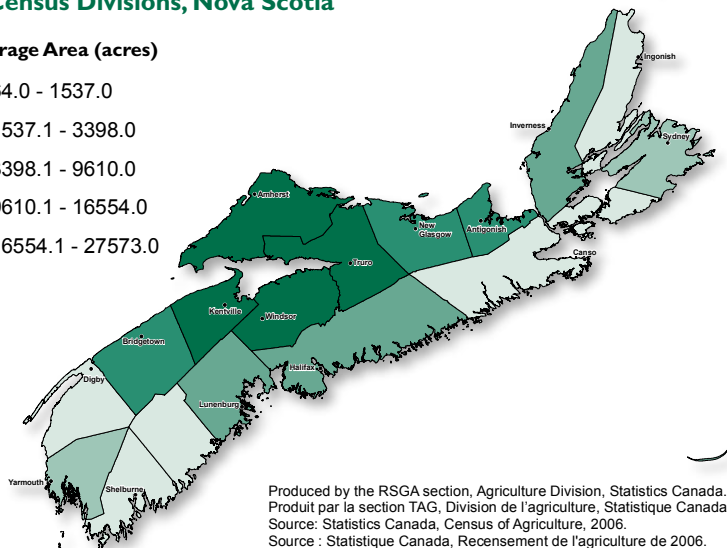 Census Divisions, Nova Scotia
rage Area (acres)
4.0 - 1537.0
537.1 - 3398.0
398.1 - 9610.0
610.1 - 16554.0
6554.1 - 27573.0
Ingonish
Inverness
Sydney
Amherst
New
Glasgow
Antigonish
Canso
Truro
Kentville
Windsor
Bridgetown
Halifax
Digby
Lunenburg
Yarmouth
Shelburne
Produced by the RSGA section, Agriculture Division, Statistics Canada.
Produit par la section TAG, Division de l'agriculture, Statistique Canada
Source: Statistics Canada, Census of Agriculture, 2006.
Source : Statistique Canada, Recensement de l'agriculture de 2006.